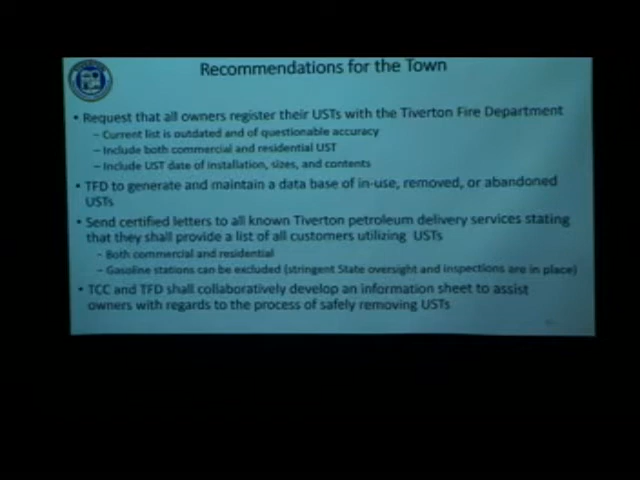 Recommendations for the Town
• Request that all owners register their USTs with the Tiverton Fire Department
– Current list is outdated and of questionable accuracy
– Include both commercial and residential UST
– Include UST date of installation, sizes, and contents
• TFD to generate and maintain a data base of in-use, removed, or abandoned
USTs
• Send certified letters to all known Tiverton petroleum delivery services stating
that they shall provide a list of all customers utilizing USTs
– Both commercial and residential
– Gasoline stations can be excluded (stringent State oversight and inspections are in place)
• TCC and TFD shall collaboratively develop an information sheet to assist
owners with regards to the process of safely removing USTs